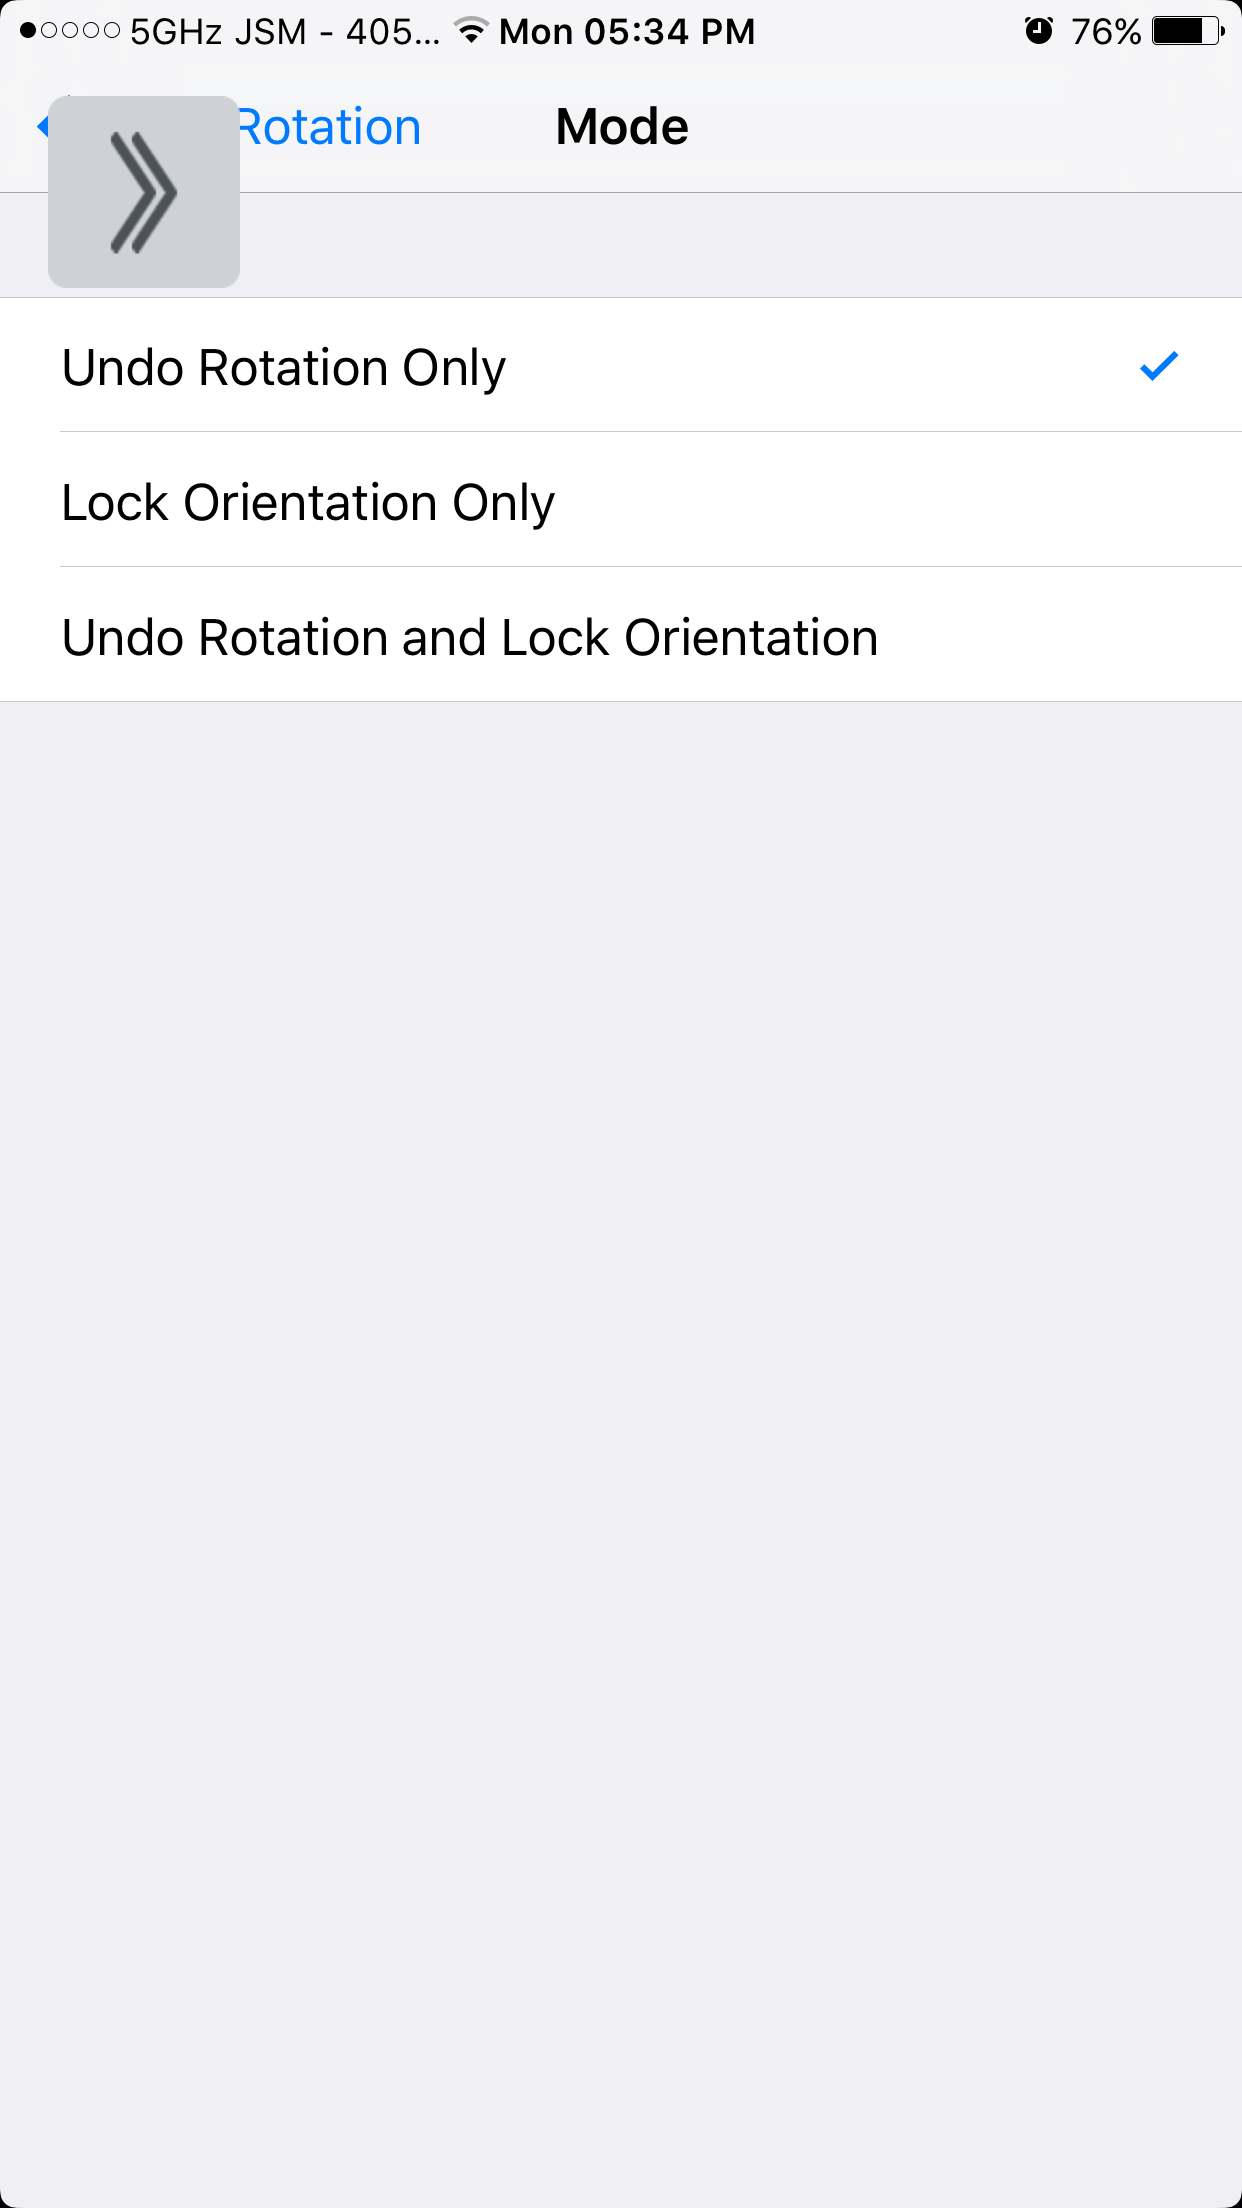 5GHz JSM - 405... Mon 05:34 PM 76%
Rotation Mode
Undo Rotation Only
Lock Orientation Only
Undo Rotation and Lock Orientation